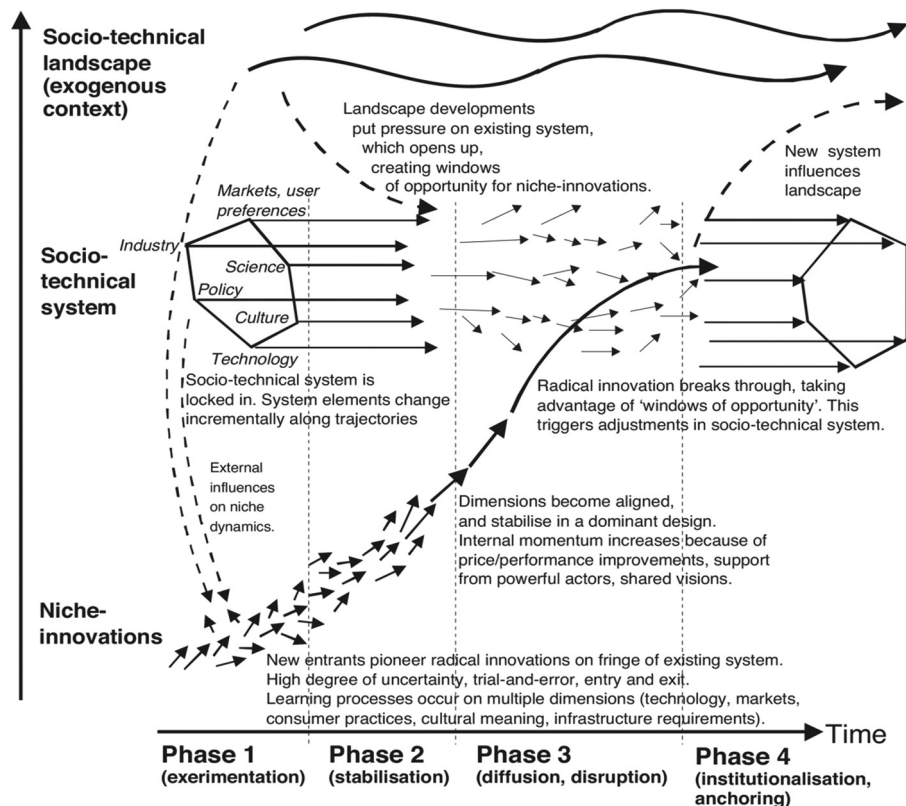 Socio-technical
landscape
(exogenous
context)
Landscape developments
put pressure on existing system,
which opens up,
creating windows
of opportunity for niche-innovations.
New system
influences
landscape
Markets, user
preferences
Industry
Science
Policy
Culture
Technology
Socio-
technical
system
Socio-technical system is
locked in. System elements change
incrementally along trajectories
Radical innovation breaks through, taking
advantage of ‘windows of opportunity’. This
triggers adjustments in socio-technical system.
External
influences
on niche
dynamics.
Dimensions become aligned,
and stabilise in a dominant design.
Internal momentum increases because of
price/performance improvements, support
from powerful actors, shared visions.
Niche-
innovations
New entrants pioneer radical innovations on fringe of existing system.
High degree of uncertainty, trial-and-error, entry and exit.
Learning processes occur on multiple dimensions (technology, markets,
consumer practices, cultural meaning, infrastructure requirements).
Time
Phase 1
(exerimentation)
Phase 2
(stabilisation)
Phase 3
(diffusion, disruption)
Phase 4
(institutionalisation,
anchoring)